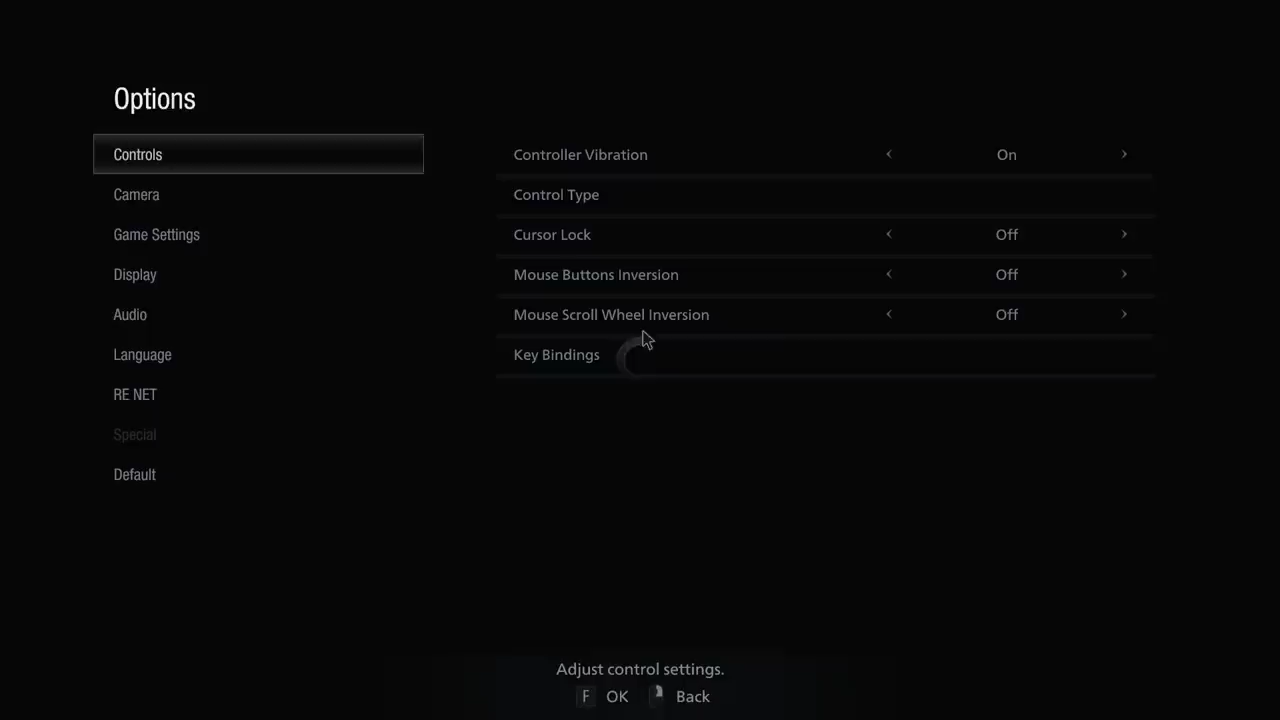 Options
Controls
Camera
Game Settings
Display
Audio
Language
RE NET
Special
Default
Controller Vibration On
Control Type
Cursor Lock Off
Mouse Buttons Inversion Off
Mouse Scroll Wheel Inversion Off
Key Bindings
Adjust control settings.
F OK Back